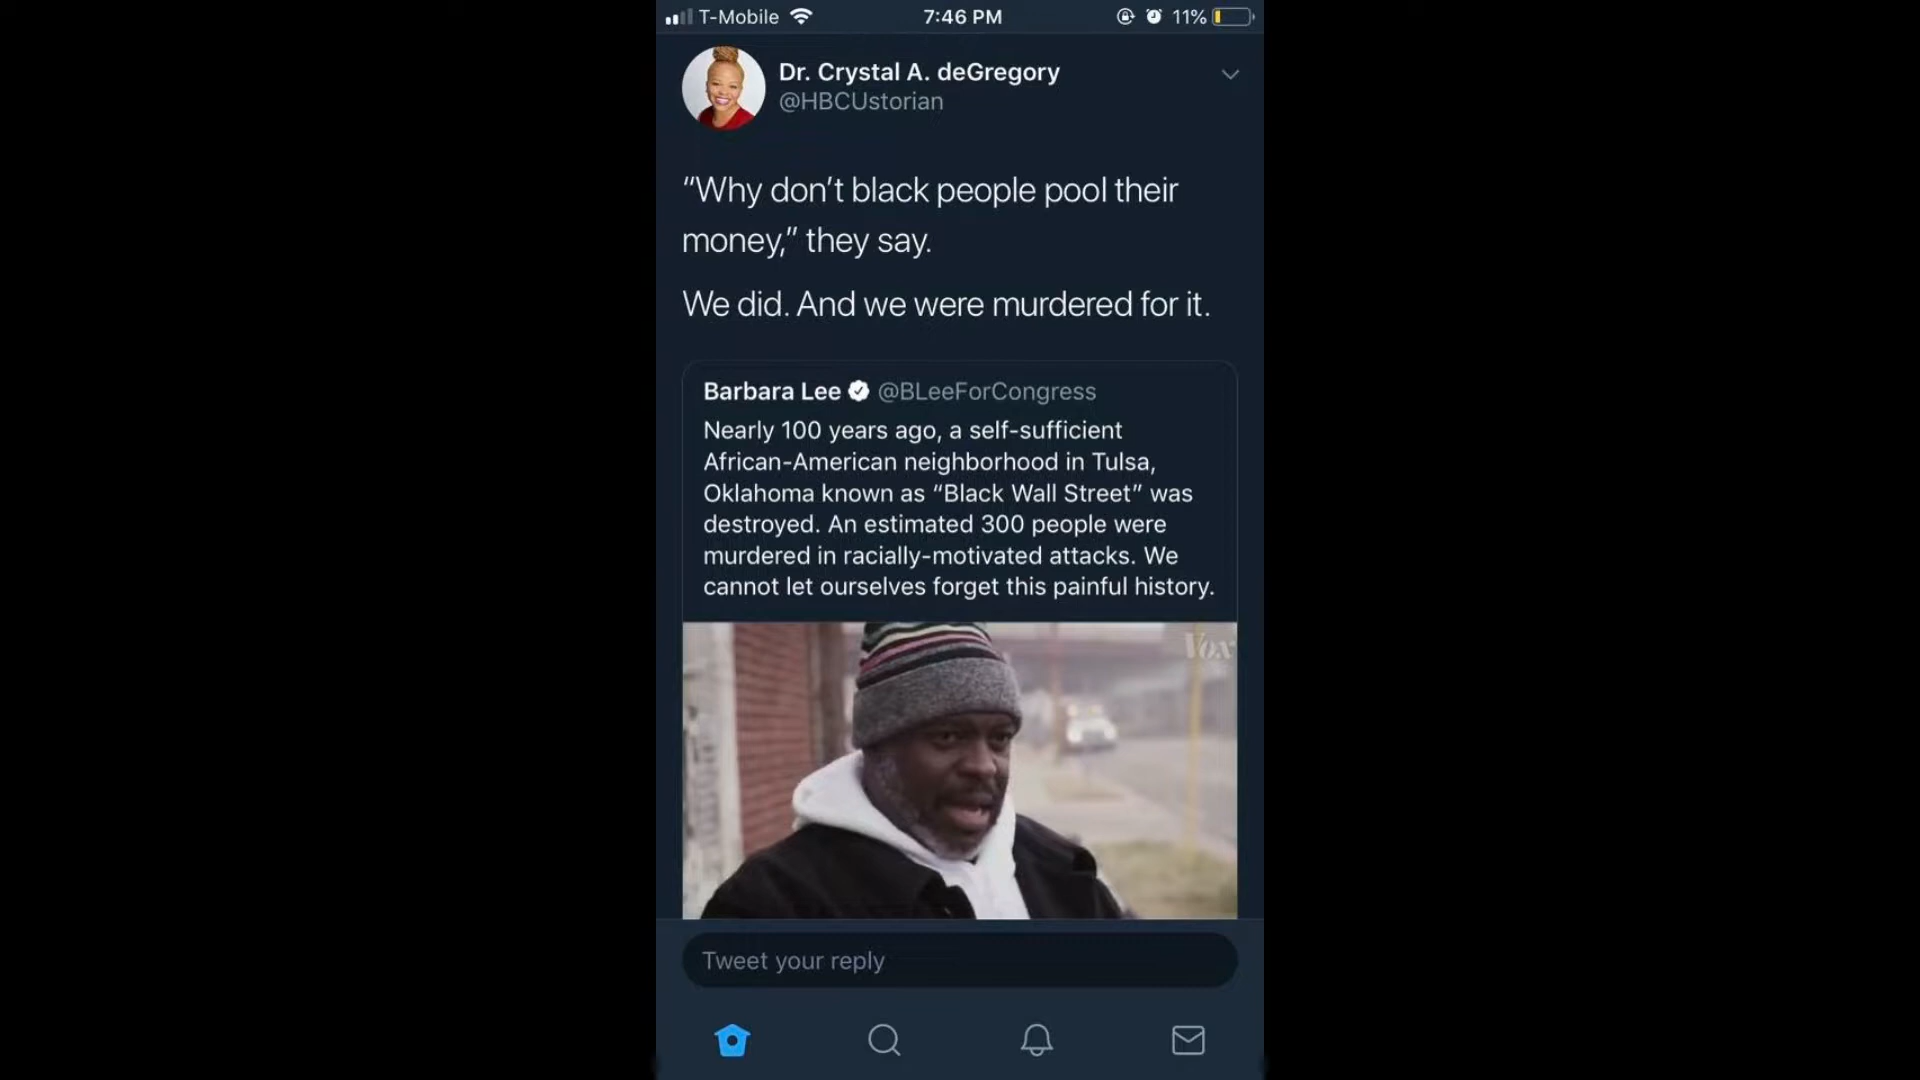 T-Mobile 7:46 PM 11%
Dr. Crystal A. deGregory
@HBCUstorian
“Why don’t black people pool their
money,” they say.
We did. And we were murdered for it.
Barbara Lee @BLeeForCongress
Nearly 100 years ago, a self-sufficient
African-American neighborhood in Tulsa,
Oklahoma known as “Black Wall Street” was
destroyed. An estimated 300 people were
murdered in racially-motivated attacks. We
cannot let ourselves forget this painful history.
Vox
Tweet your reply